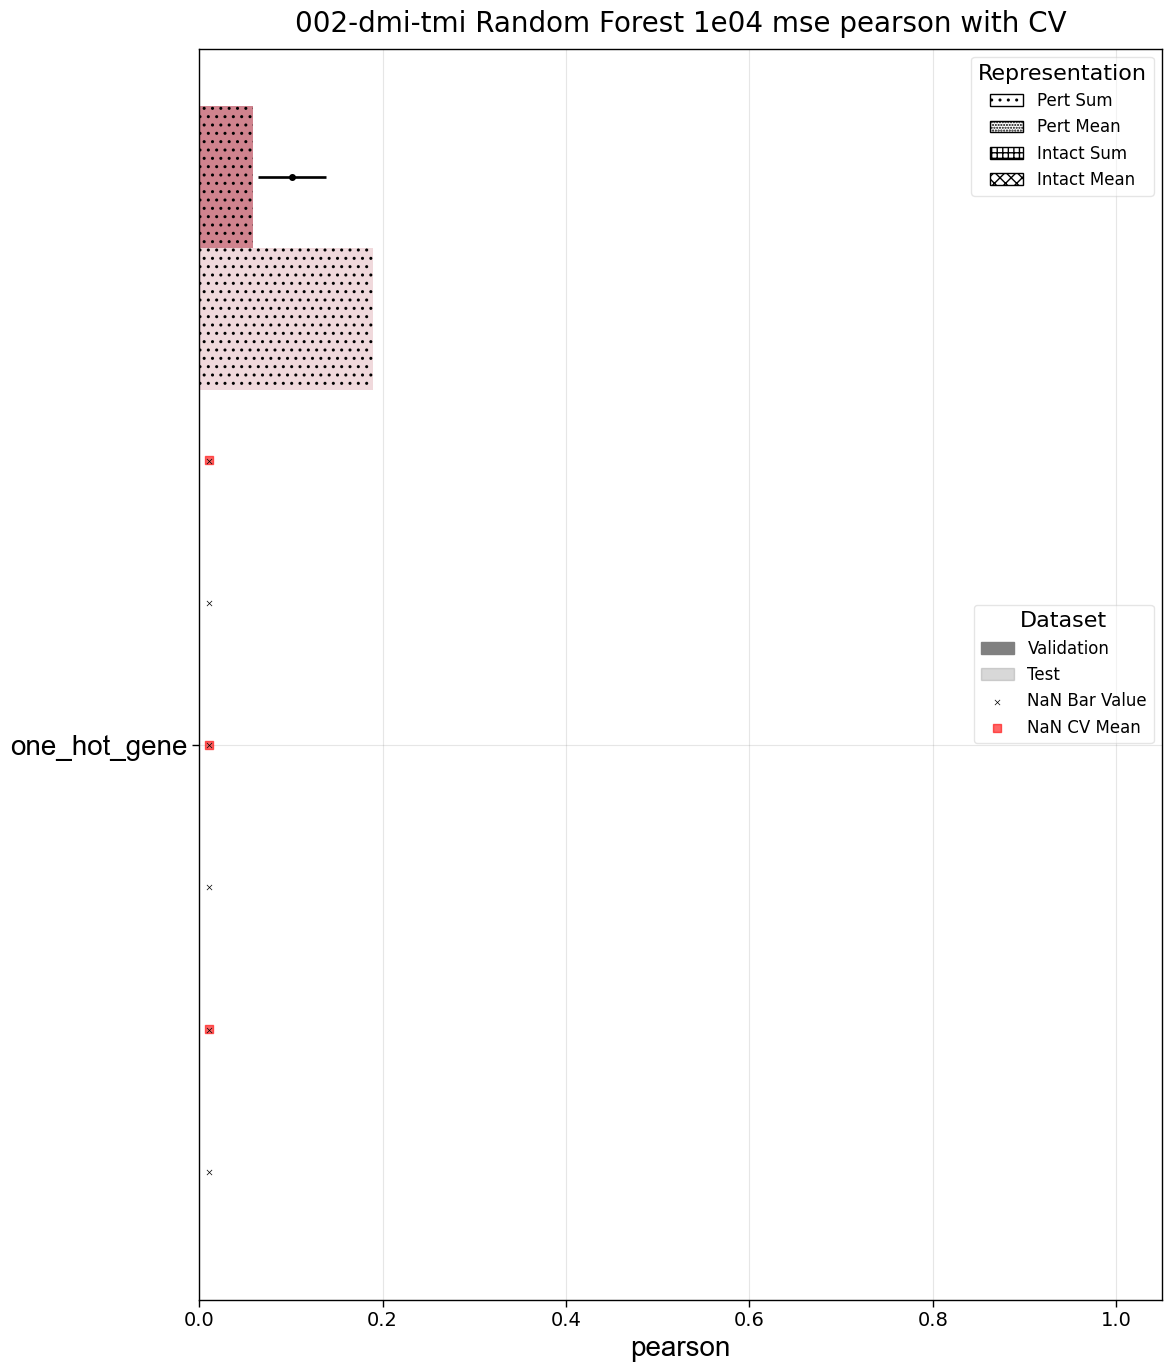 002-dmi-tmi Random Forest 1e04 mse pearson with CV
Representation
Pert Sum
Pert Mean
Intact Sum
Intact Mean
Dataset
Validation
Test
NaN Bar Value
NaN CV Mean
one_hot_gene
0.0
0.2
0.4
0.6
0.8
1.0
pearson